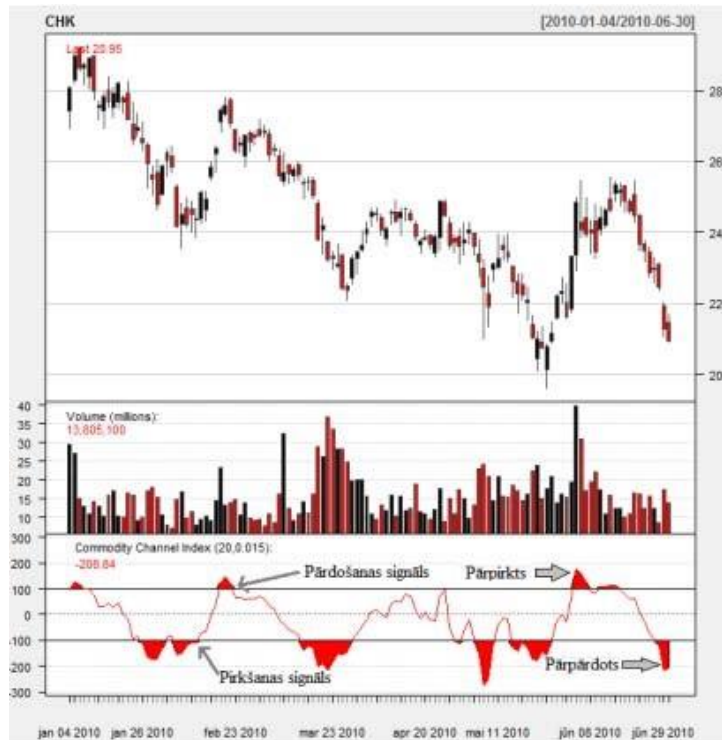 CHK [2010-01-04/2010-06-30]
Last 20.95
28
26
24
22
20
Volume (millions):
13,805,100
40
35
30
25
20
15
10
Commodity Channel Index (20,0.015):
-208.84
300
200
100
0
-100
-200
-300
Pārdošanas signāls
Pārpirkts
Pirkšanas signāls
Pārpārdots
jan 04 2010 jan 26 2010 feb 23 2010 mar 23 2010 apr 20 2010 mai 11 2010 jūn 08 2010 jūn 29 2010